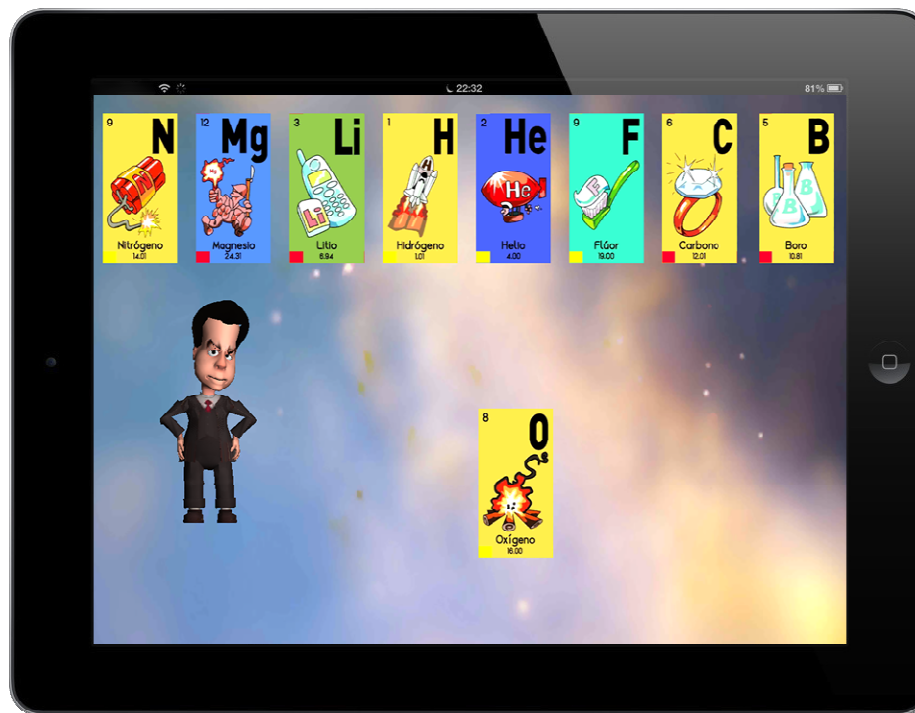 22:32
81%
9
N
N
Nitrógeno
14.01
12
Mg
Magnesio
24.31
3
Li
Li
Litio
6.94
1
H
H
Hidrógeno
1.01
2
He
He
Helio
4.00
9
F
F
Flúor
19.00
6
C
Carbono
12.01
5
B
B
B
Boro
10.81
8
O
Oxígeno
16.00